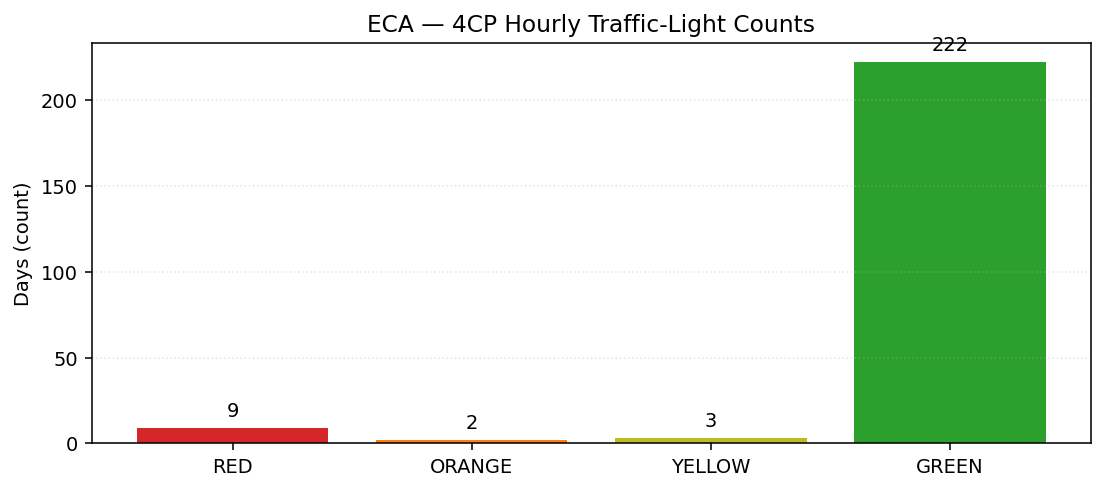 ECA — 4CP Hourly Traffic-Light Counts
Days (count)
200
150
100
50
0
9
2
3
222
RED
ORANGE
YELLOW
GREEN